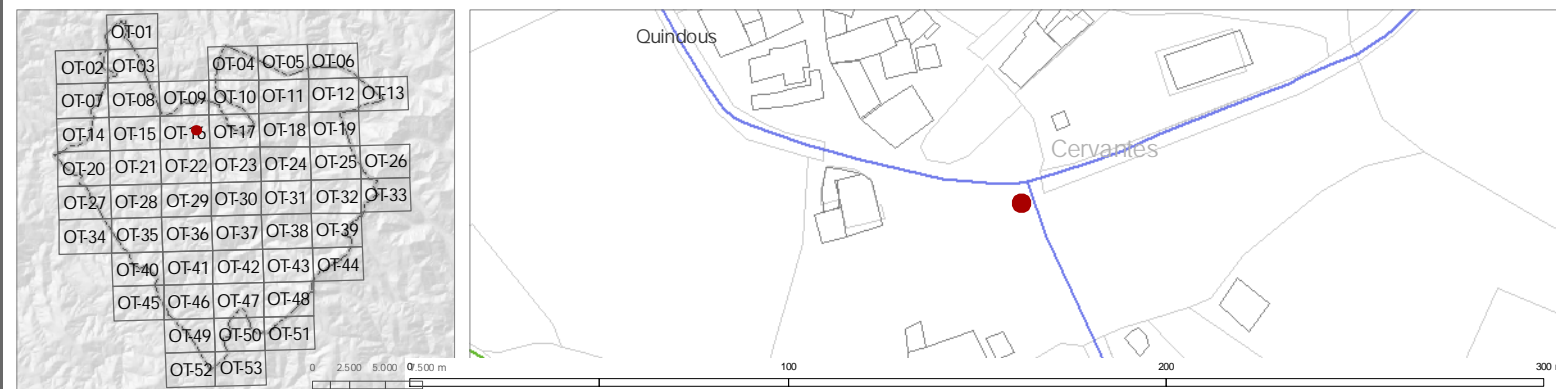 OT-01
OT-02 OT-03 OT-04 OT-05 OT-06
OT-07 OT-08 OT-09 OT-10 OT-11 OT-12 OT-13
OT-14 OT-15 OT-16 OT-17 OT-18 OT-19
OT-20 OT-21 OT-22 OT-23 OT-24 OT-25 OT-26
OT-27 OT-28 OT-29 OT-30 OT-31 OT-32 OT-33
OT-34 OT-35 OT-36 OT-37 OT-38 OT-39
OT-40 OT-41 OT-42 OT-43 OT-44
OT-45 OT-46 OT-47 OT-48
OT-49 OT-50 OT-51
OT-52 OT-53
0 2.500 5.000 7.500 m
Quindous
Cervantes
0 100 200 300